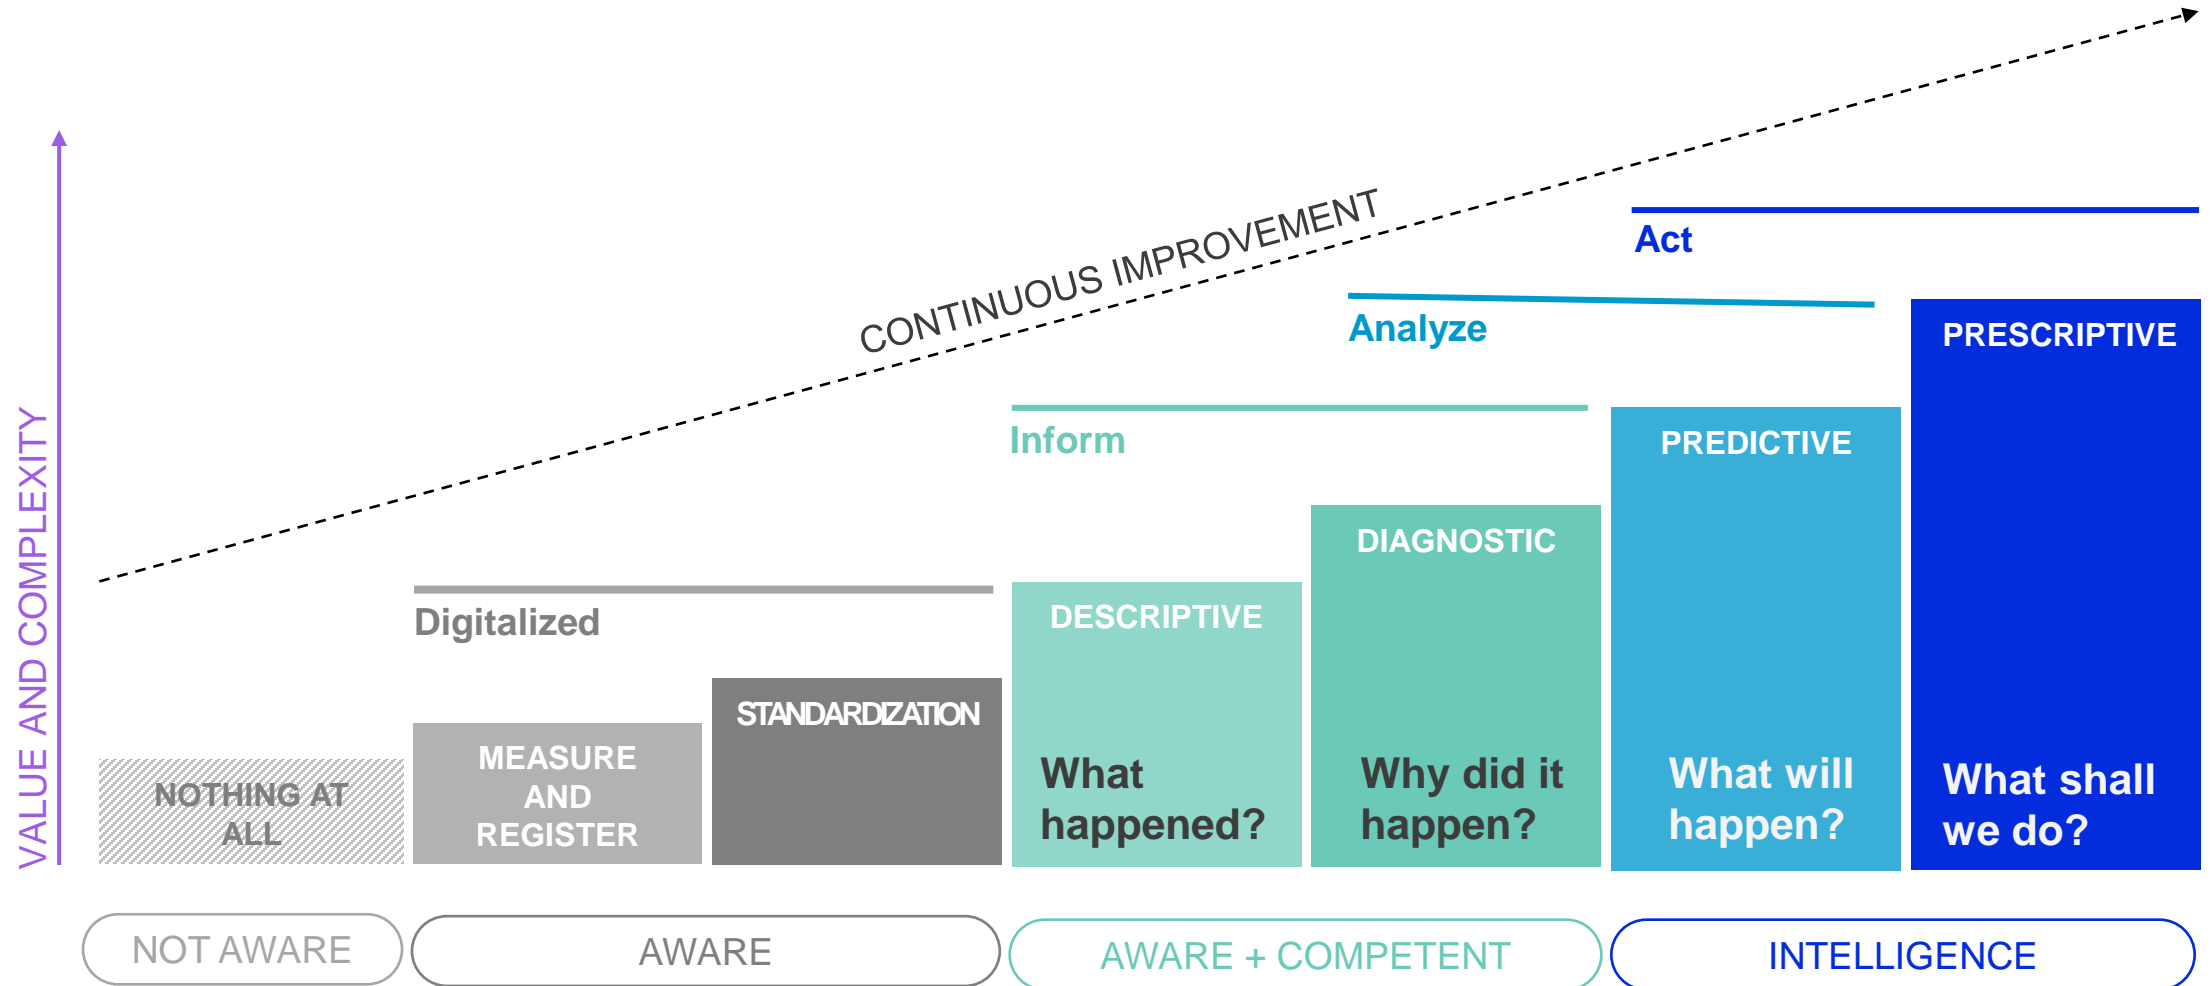 CONTINUOUS IMPROVEMENT
VALUE AND COMPLEXITY
Act
Analyze
Inform
Digitalized
NOTHING AT
ALL
MEASURE
AND
REGISTER
STANDARDIZATION
DESCRIPTIVE
What
happened?
DIAGNOSTIC
Why did it
happen?
PREDICTIVE
What will
happen?
PRESCRIPTIVE
What shall
we do?
NOT AWARE
AWARE
AWARE + COMPETENT
INTELLIGENCE